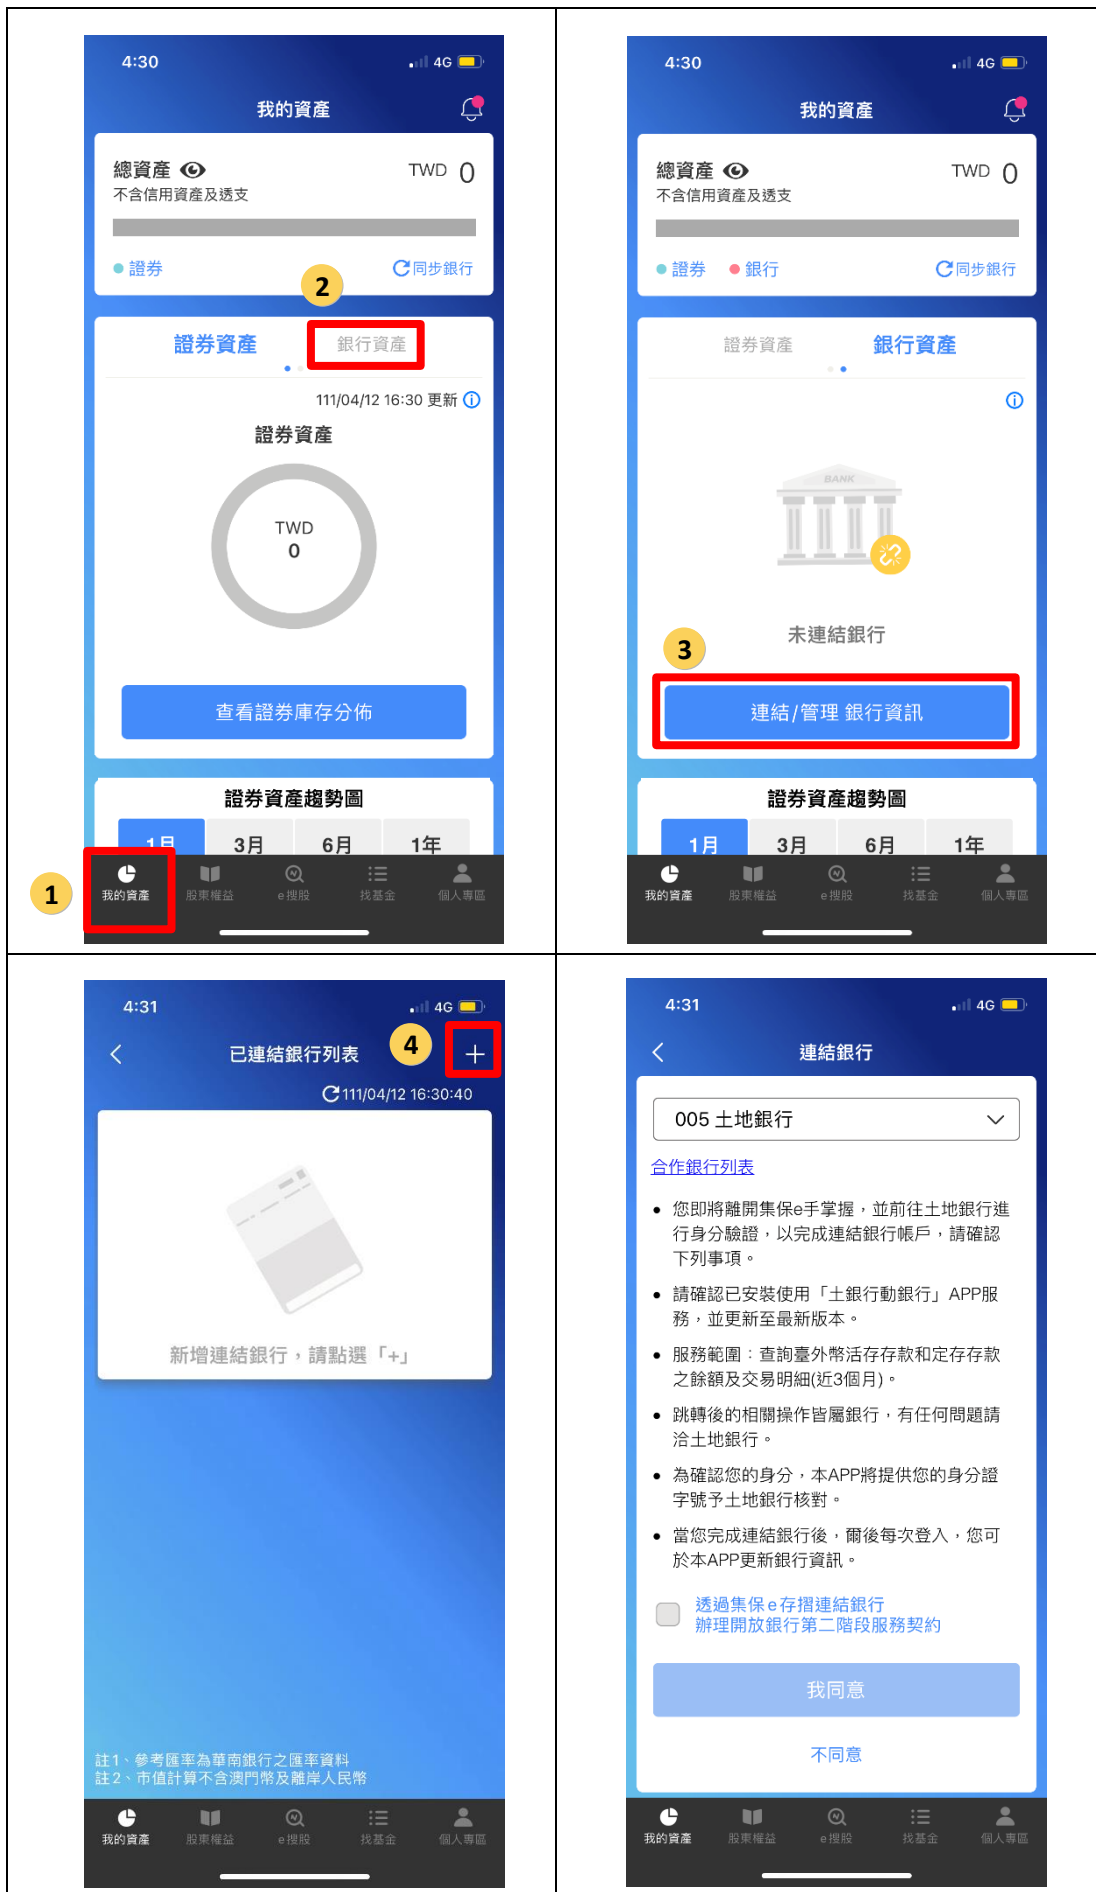 4:30
4G
我的資產
總資產
TWD 0
不含信用資產及透支
證券
同步銀行
2
證券資產
銀行資產
111/04/12 16:30 更新
證券資產
TWD
0
查看證券庫存分佈
證券資產趨勢圖
1月 3月 6月 1年
1
我的資產 股東權益 e搜股 找基金 個人專區
4:30
4G
我的資產
總資產
TWD 0
不含信用資產及透支
證券 銀行
同步銀行
證券資產
銀行資產
BANK
未連結銀行
3
連結/管理 銀行資訊
證券資產趨勢圖
1月 3月 6月 1年
我的資產 股東權益 e搜股 找基金 個人專區
4:31
4G
已連結銀行列表
4
+
111/04/12 16:30:40
新增連結銀行，請點選「+」
註1、參考匯率為華南銀行之匯率資料
註2、市值計算不含澳門幣及離岸人民幣
我的資產 股東權益 e搜股 找基金 個人專區
4:31
4G
連結銀行
005 土地銀行
合作銀行列表
• 您即將離開集保e手掌握，並前往土地銀行進
行身分驗證，以完成連結銀行帳戶，請確認
下列事項。
• 請確認已安裝使用「土銀行動銀行」APP服
務，並更新至最新版本。
• 服務範圍：查詢臺外幣活存存款和定存存款
之餘額及交易明細(近3個月)。
• 跳轉後的相關操作皆屬銀行，有任何問題請
洽土地銀行。
• 為確認您的身分，本APP將提供您的身分證
字號予土地銀行核對。
• 當您完成連結銀行後，爾後每次登入，您可
於本APP更新銀行資訊。
透過集保e存摺連結銀行
辦理開放銀行第二階段服務契約
我同意
不同意
我的資產 股東權益 e搜股 找基金 個人專區